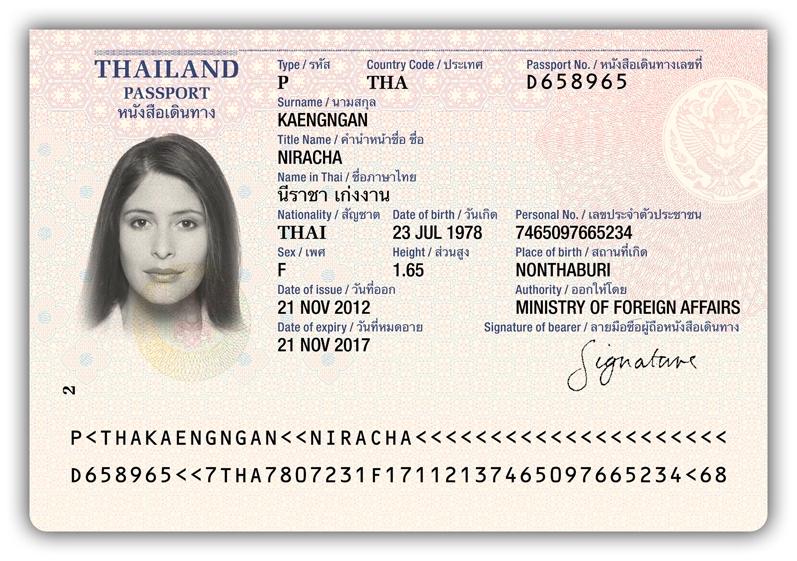 THAILAND
PASSPORT
หนังสือเดินทาง
Type / รหัส Country Code / ประเทศ Passport No. / หนังสือเดินทางเลขที่
P THA D658965
Surname / นามสกุล
KAENGNGAN
Title Name / คำนำหน้าชื่อ ชื่อ
NIRACHA
Name in Thai / ชื่อภาษาไทย
นีราชา เก่งงาน
Nationality / สัญชาต Date of birth / วันเกิด Personal No. / เลขประจำตัวประชาชน
THAI 23 JUL 1978 7465097665234
Sex / เพศ Height / ส่วนสูง Place of birth / สถานที่เกิด
F 1.65 NONTHABURI
Date of issue / วันที่ออก Authority / ออกให้โดย
21 NOV 2012 MINISTRY OF FOREIGN AFFAIRS
Date of expiry / วันที่หมดอายุ Signature of bearer / ลายมือชื่อผู้ถือหนังสือเดินทาง
21 NOV 2017
Signature
2
P<THAKAENGNGAN<<NIRACHA<<<<<<<<<<<<<<<<<<<<<
D658965<<7THA7807231F17112137465097665234<68